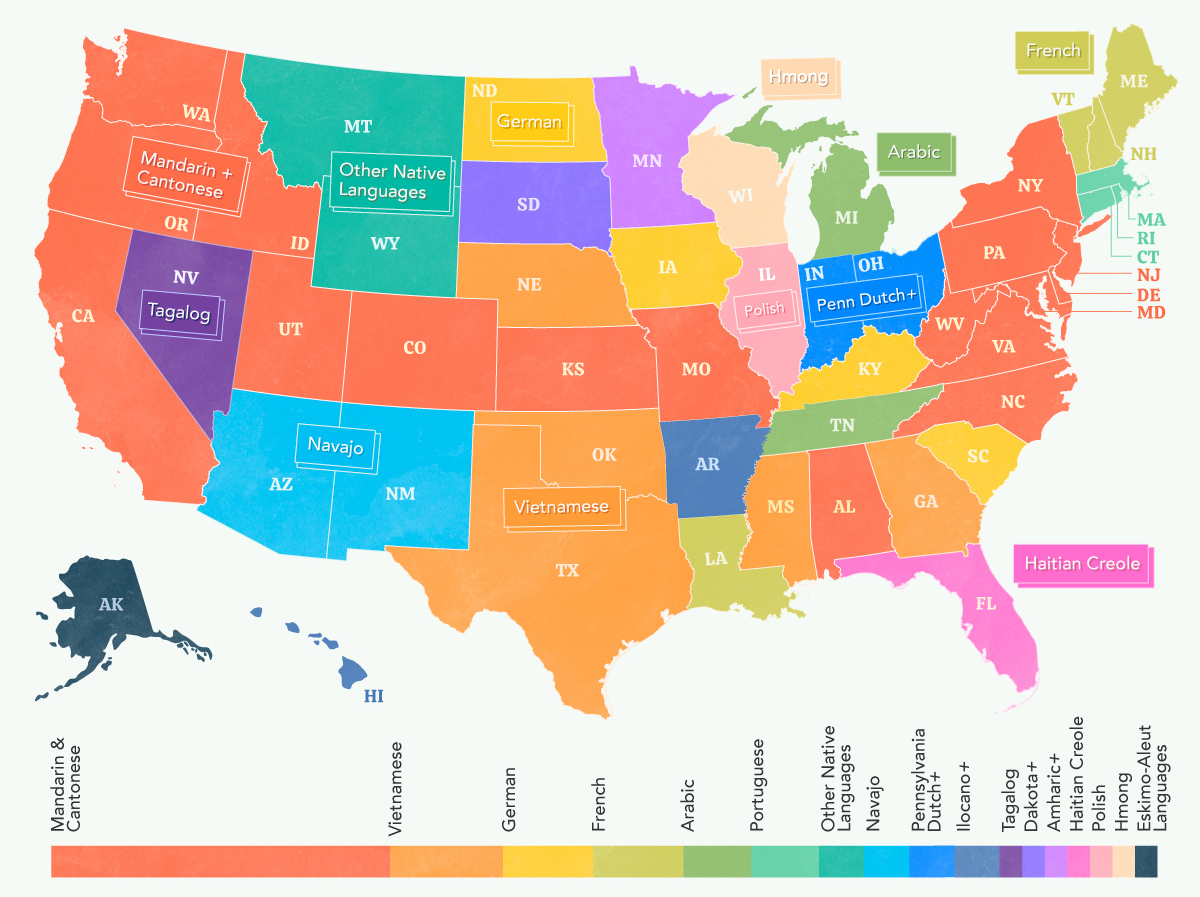 French
Hmong
ME
ND
VT
WA
MT
German
MN
Arabic
NH
Mandarin +
Cantonese
Other Native
Languages
WI
NY
SD
MI
MA
OR
ID
WY
RI
PA
CT
NV
IA
IL
IN
OH
NJ
NE
Tagalog
Polish
Penn Dutch+
DE
CA
MD
UT
CO
WV
VA
KS
MO
KY
NC
TN
Navajo
OK
AR
SC
AZ
NM
Vietnamese
MS
AL
GA
LA
Haitian Creole
TX
AK
FL
HI
Mandarin &
Cantonese
Vietnamese
German
French
Arabic
Portuguese
Other Native
Languages
Navajo
Pennsylvania
Dutch+
Ilocano+
Tagalog
Dakota+
Amharic+
Haitian Creole
Polish
Hmong
Eskimo-Aleut
Languages